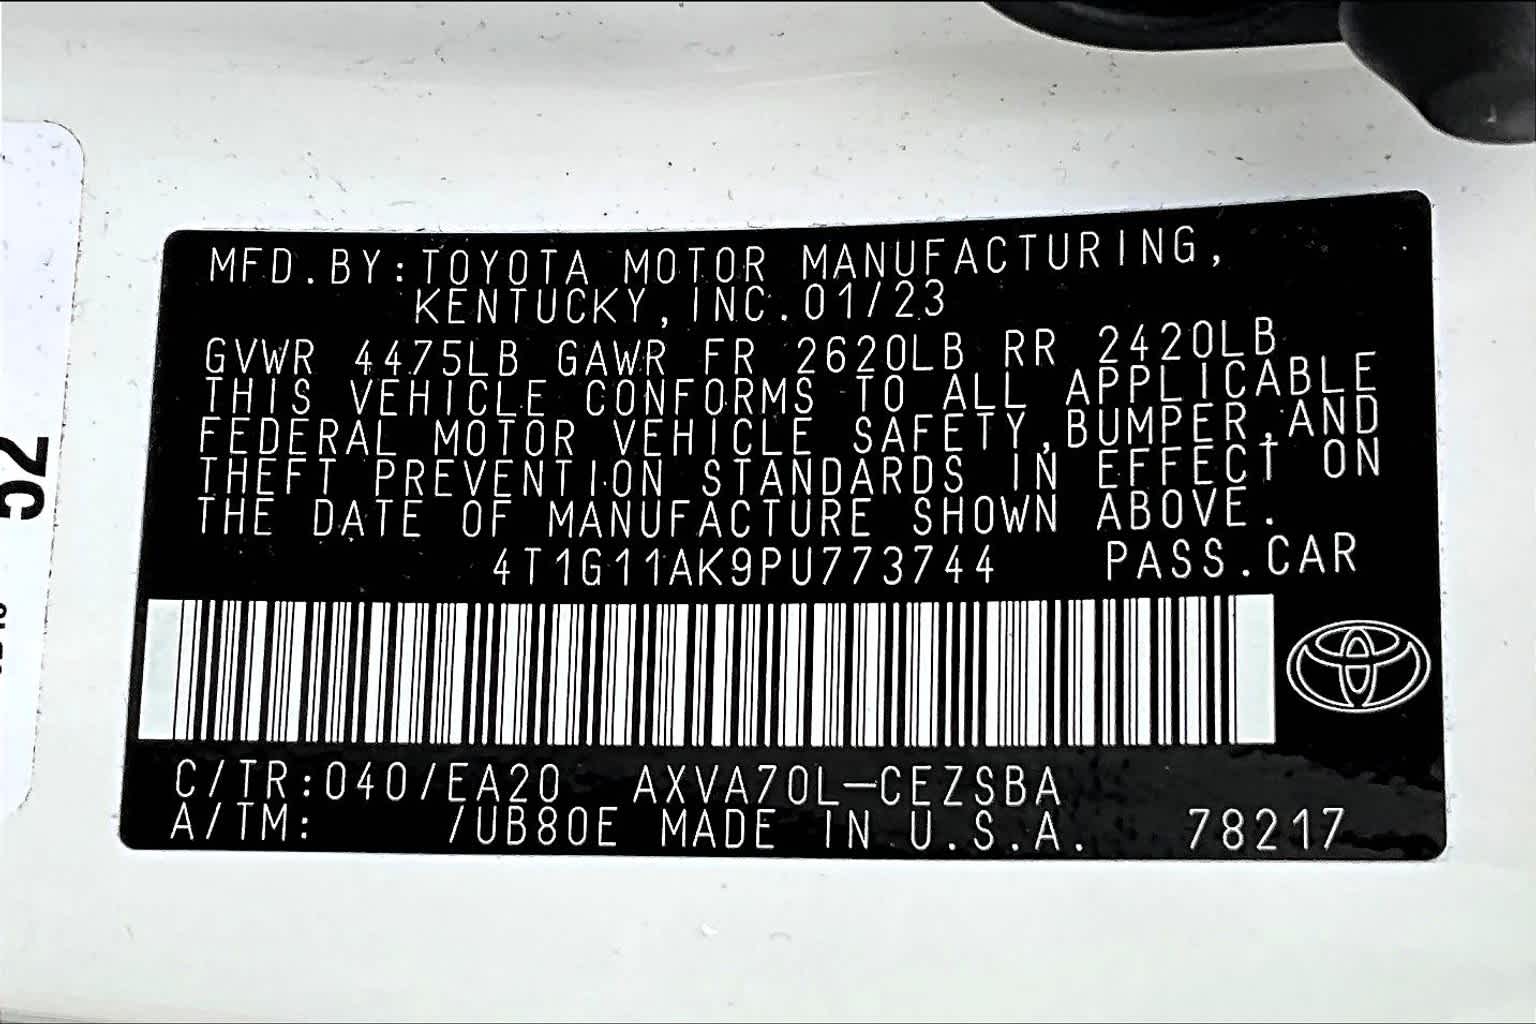 MFD.BY:TOYOTA MOTOR MANUFACTURING,
KENTUCKY,INC.01/23
GVWR 4475LB GAWR FR 2620LB RR 2420LB
THIS VEHICLE CONFORMS TO ALL APPLICABLE
FEDERAL MOTOR VEHICLE SAFETY,BUMPER,AND
THEFT PREVENTION STANDARDS IN EFFECT ON
THE DATE OF MANUFACTURE SHOWN ABOVE.
4T1G11AK9PU773744 PASS.CAR
C/TR:040/EA20 AXVA70L-CEZSBA
A/TM: /UB80E MADE IN U.S.A. 78217
52